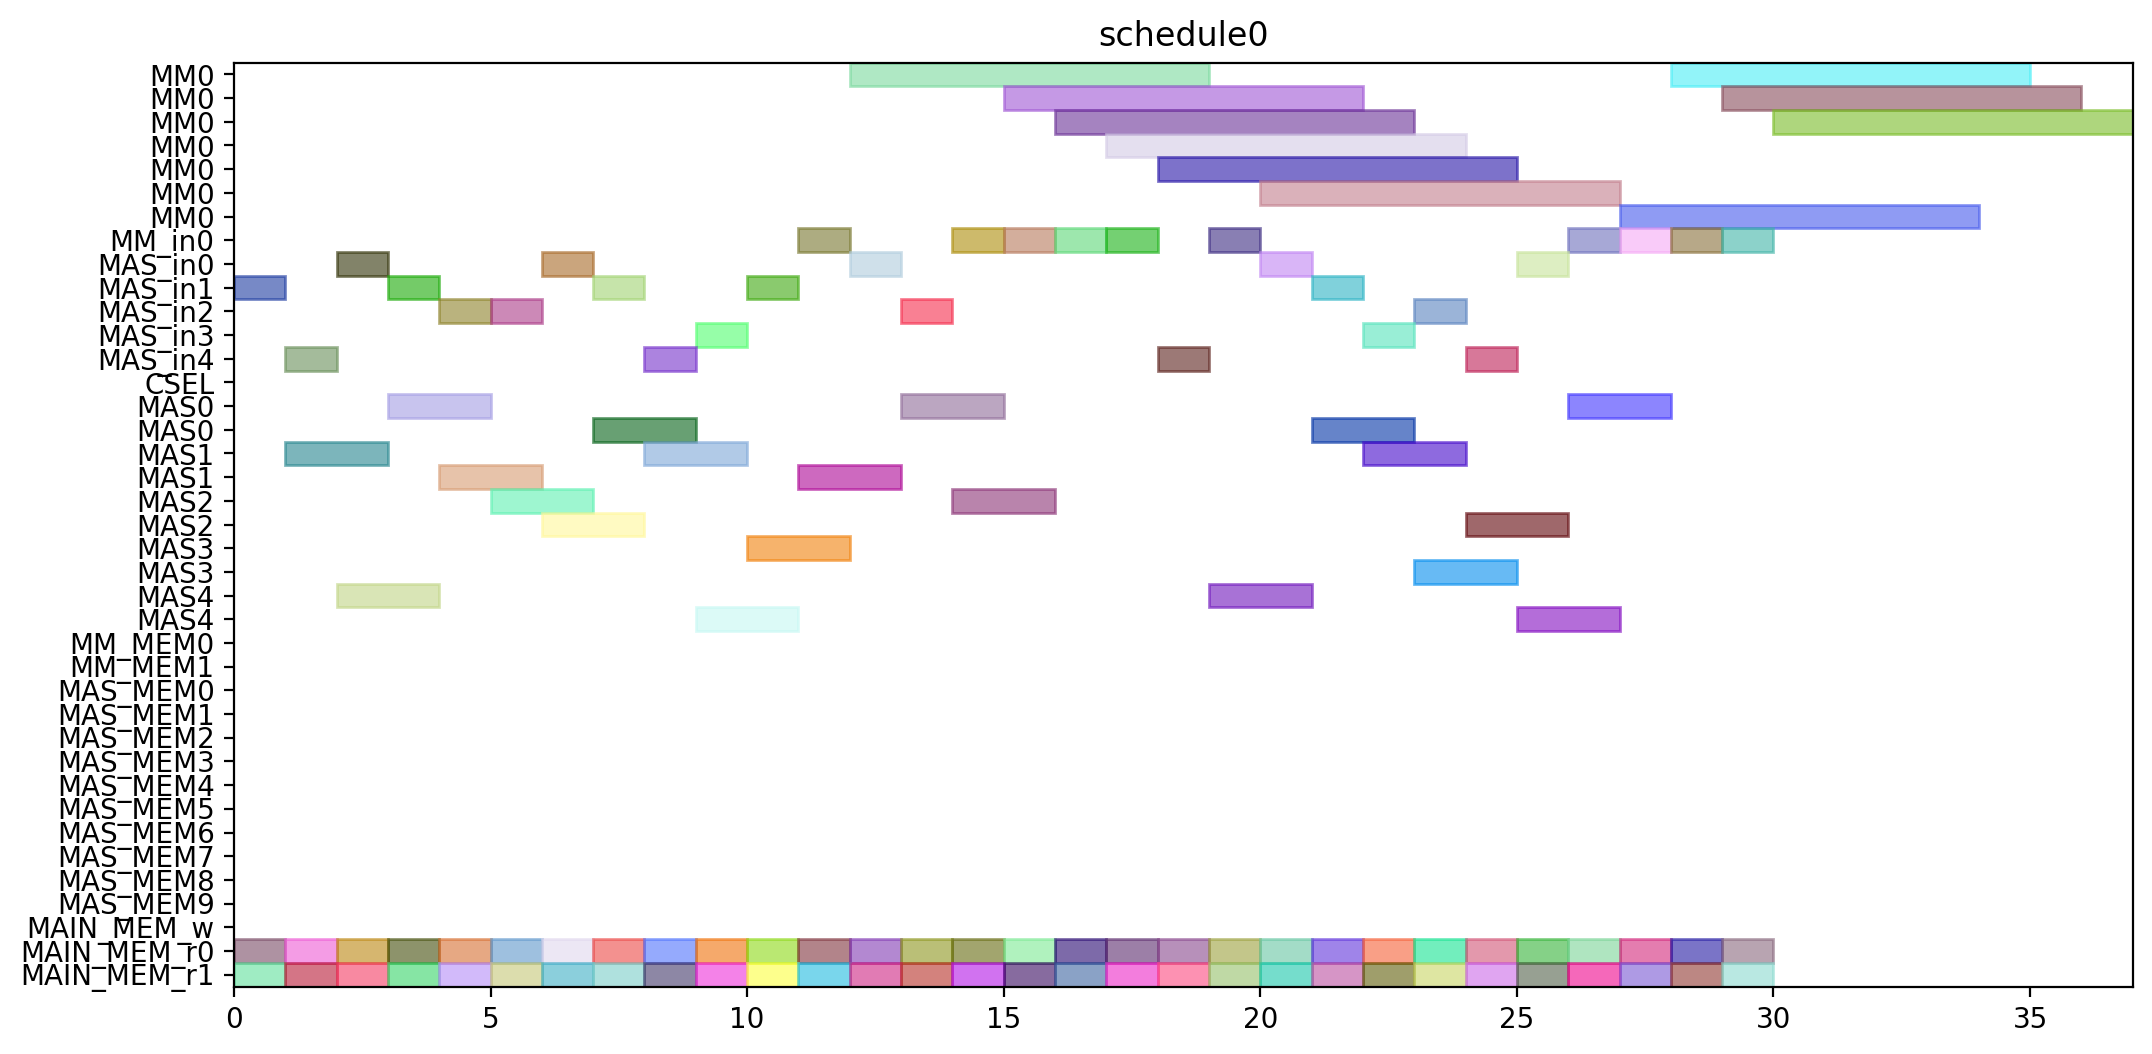 schedule0
MM0
MM0
MM0
MM0
MM0
MM0
MM0
MM_in0
MAS_in0
MAS_in1
MAS_in2
MAS_in3
MAS_in4
CSEL
MAS0
MAS0
MAS1
MAS1
MAS2
MAS2
MAS3
MAS3
MAS4
MAS4
MM_MEM0
MM_MEM1
MAS_MEM0
MAS_MEM1
MAS_MEM2
MAS_MEM3
MAS_MEM4
MAS_MEM5
MAS_MEM6
MAS_MEM7
MAS_MEM8
MAS_MEM9
MAIN_MEM_w
MAIN_MEM_r0
MAIN_MEM_r1
0 5 10 15 20 25 30 35